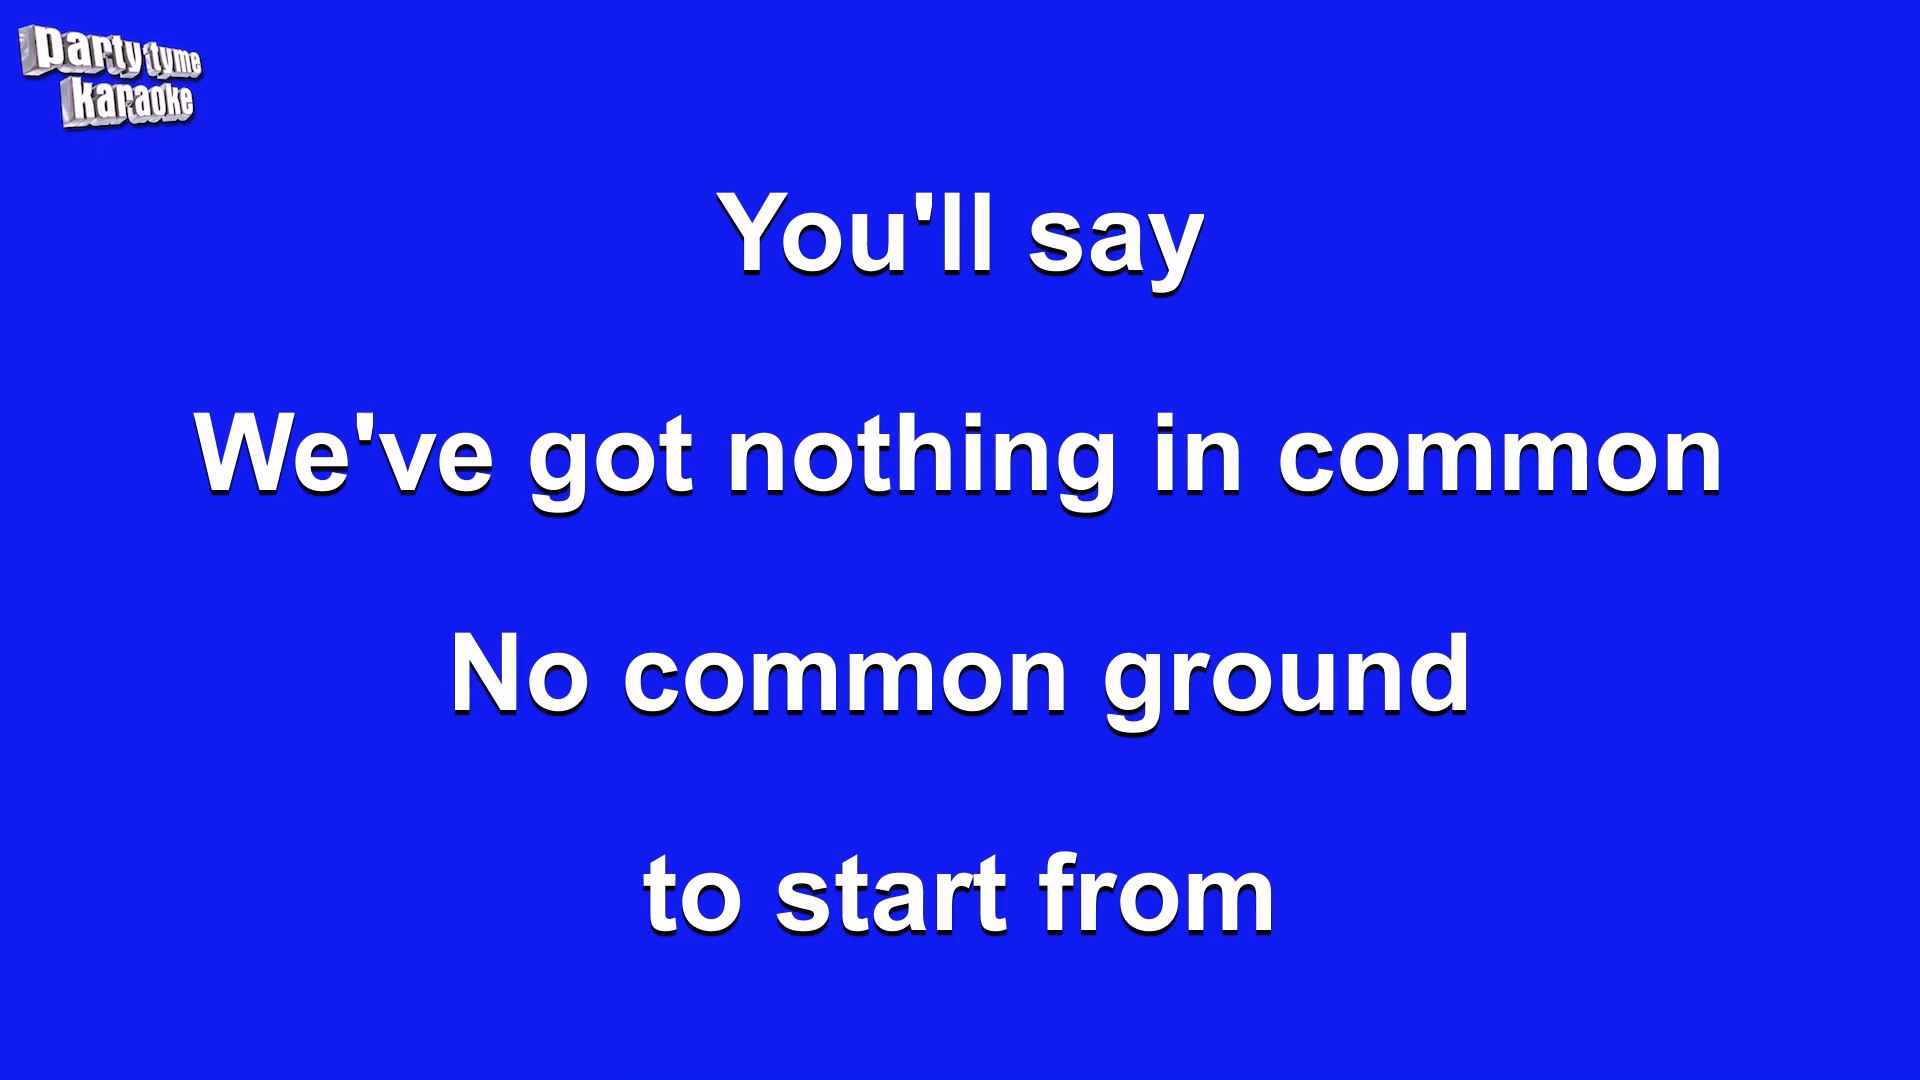 party tyme
karaoke
You'll say
We've got nothing in common
No common ground
to start from